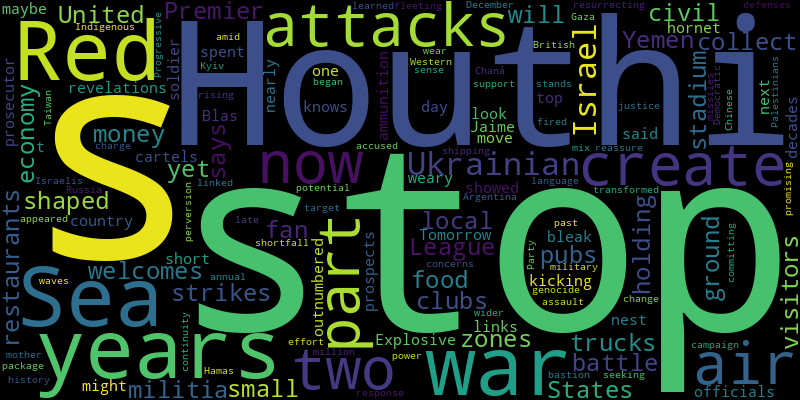 maybe
United
Indigenous
Premier
learned
fleeting
December
resurrecting
defenses
Red
Progressive
attacks
will
civil
Gaza
hornet
amid
soldier
spent
Kyiv
rising
Houthi
Western
wear
sense
British
Israel
Yemen
collect
prosecutor
revelations
nearly
one
began
ammunition
Chana
support
stands
top
stadium
missiles
Democratic
Chinese
next
Palestinians
decades
economy
Taiwan
t
S
money
charge
Blas
knows
day
look
Jaime
move
fired
said
justice
mix
reassure
cartels
says
accused
shipping
yet
now
Ukrainian
create
promising
Israelis
Russia
shaped
linked
potential
weary
showed
language
Argentina
transformed
restaurants
appeared
country
perversion
late
target
stop
fan
shortfall
local
Tomorrow
League
concerns
past
bleak
Party
pubs
military
kicking
genocide
assault
holding
ground
committing
visitors
Sea
welcomes
short
annual
strikes
outnumbered
part
prospects
food
clubs
change
waves
continuity
years
effort
million
Explosive
links
wider
zones
nest
trucks
campaign
mother
package
history
might
militia
Hamas
small
two
power
response
war
bastion
seeking
battle
States
air
officials